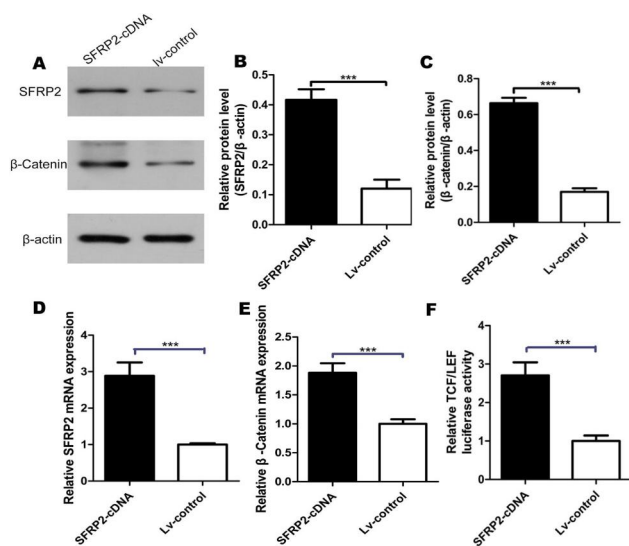 SFRP2-cDNA
lv-control
A
SFRP2
β-Catenin
β-actin
B
Relative protein level
(SFRP2/β -actin)
0.5
0.4
0.3
0.2
0.1
0.0
***
SFRP2-cDNA
Lv-control
C
Relative protein level
(β -catenin/β -actin)
0.8
0.6
0.4
0.2
0.0
***
SFRP2-cDNA
Lv-control
D
Relative SFRP2 mRNA expression
4
3
2
1
0
***
SFRP2-cDNA
Lv-control
E
Relative β -Catenin mRNA expression
2.5
2.0
1.5
1.0
0.5
0.0
***
SFRP2-cDNA
Lv-control
F
Relative TCF/LEF
luciferase activity
4
3
2
1
0
***
SFRP2-cDNA
Lv-control